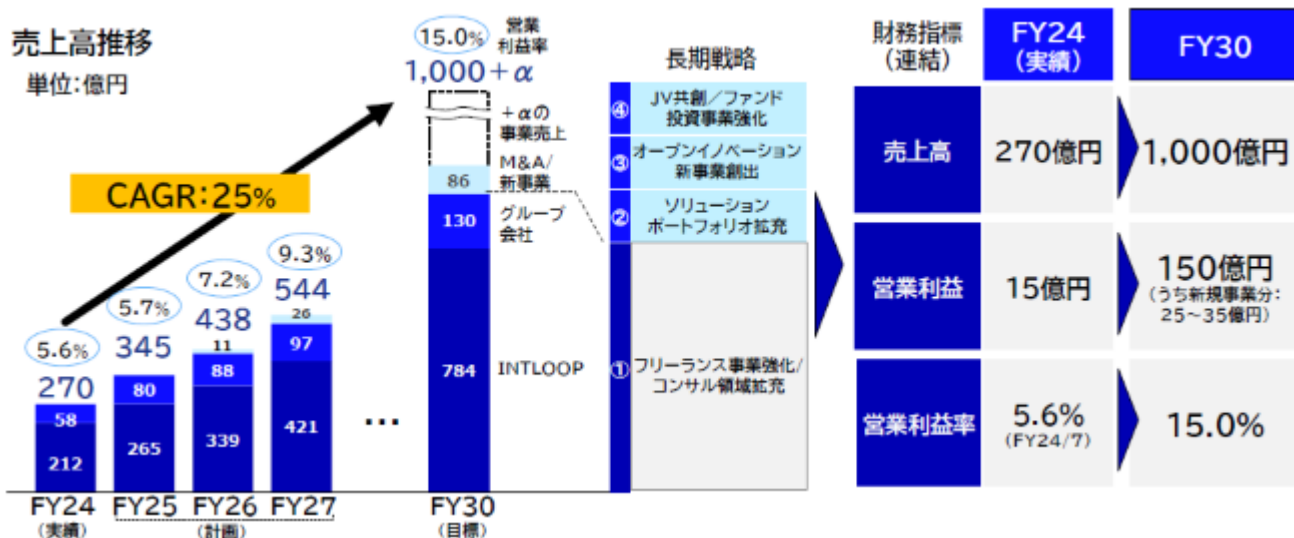 売上高推移
単位:億円
CAGR:25%
5.6%
270
58
212
FY24
(実績)
5.7%
345
80
265
FY25
7.2%
438
11
88
339
FY26
9.3%
544
26
97
421
FY27
(計画)
…
15.0%
営業
利益率
1,000+α
+αの
事業売上
M&A/
新事業
86
グループ
会社
130
INTLOOP
784
FY30
(目標)
長期戦略
④
JV共創/ファンド
投資事業強化
③
オープンイノベーション
新事業創出
②
ソリューション
ポートフォリオ拡充
①
フリーランス事業強化/
コンサル領域拡充
財務指標
(連結)
FY24
(実績)
FY30
売上高
270億円
1,000億円
営業利益
15億円
150億円
(うち新規事業分:
25~35億円)
営業利益率
5.6%
(FY24/7)
15.0%